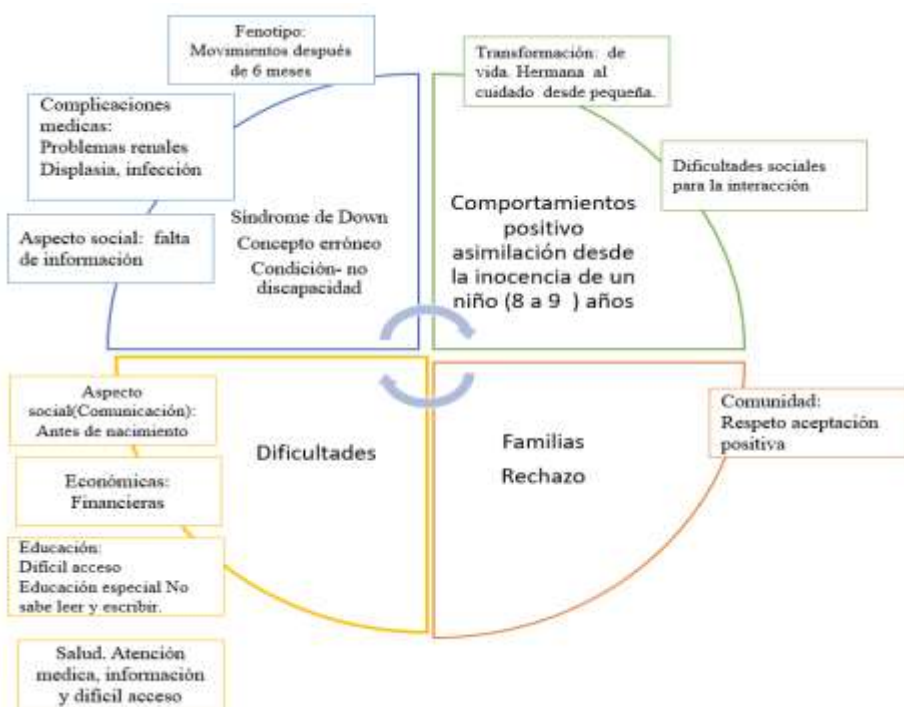 Fenotipo:
Movimientos después
de 6 meses
Complicaciones
medicas:
Problemas renales
Displasia, infección
Aspecto social: falta
de información
Síndrome de Down
Concepto erróneo
Condición- no
discapacidad
Transformación: de
vida. Hermana al
cuidado desde pequeña.
Dificultades sociales
para la interacción
Comportamientos
positivo
asimilación desde
la inocencia de un
niño (8 a 9 ) años
Aspecto
social(Comunicación):
Antes de nacimiento
Económicas:
Financieras
Educación:
Difícil acceso
Educación especial No
sabe leer y escribir.
Salud. Atención
medica, información
y difícil acceso
Dificultades
Familias
Rechazo
Comunidad:
Respeto aceptación
positiva